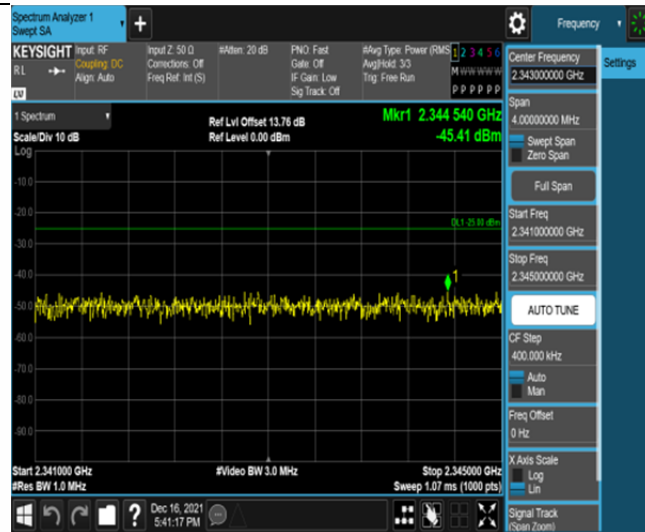 Spectrum Analyzer 1
Swept SA
+
Frequency
KEYSIGHT
RL
Input: RF
Coupling: DC
Align: Auto
Input Z: 50 Ω
Corrections: Off
Freq Ref: Int (S)
#Atten: 20 dB
PNO: Fast
Gate: Off
IF Gain: Low
Sig Track: Off
#Avg Type: Power (RMS
Avg|Hold: 3/3
Trig: Free Run
1 2 3 4 5 6
M W W W W W
P P P P P P
1 Spectrum
Scale/Div 10 dB
Log
Ref Lvl Offset 13.76 dB
Ref Level 0.00 dBm
Mkr1 2.344 540 GHz
-45.41 dBm
-10.0
-20.0
-30.0
-40.0
-50.0
-60.0
-70.0
-80.0
-90.0
DL1 -25.00 dBm
1
Start 2.341000 GHz
#Res BW 1.0 MHz
#Video BW 3.0 MHz
Stop 2.345000 GHz
Sweep 1.07 ms (1000 pts)
?
Dec 16, 2021
5:41:17 PM
Center Frequency
2.343000000 GHz
Settings
Span
4.00000000 MHz
Swept Span
Zero Span
Full Span
Start Freq
2.341000000 GHz
Stop Freq
2.345000000 GHz
AUTO TUNE
CF Step
400.000 kHz
Auto
Man
Freq Offset
0 Hz
X Axis Scale
Log
Lin
Signal Track
(Span Zoom)